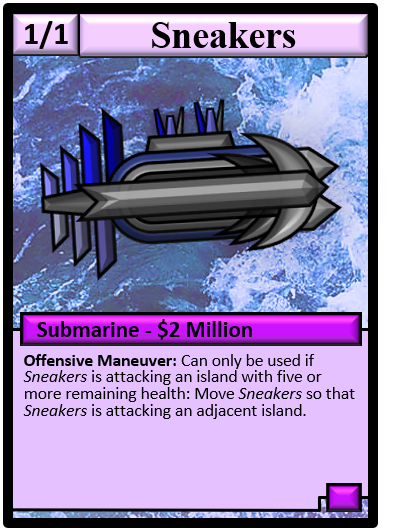 1/1
Sneakers
Submarine - $2 Million
Offensive Maneuver: Can only be used if
Sneakers is attacking an island with five or
more remaining health: Move Sneakers so that
Sneakers is attacking an adjacent island.